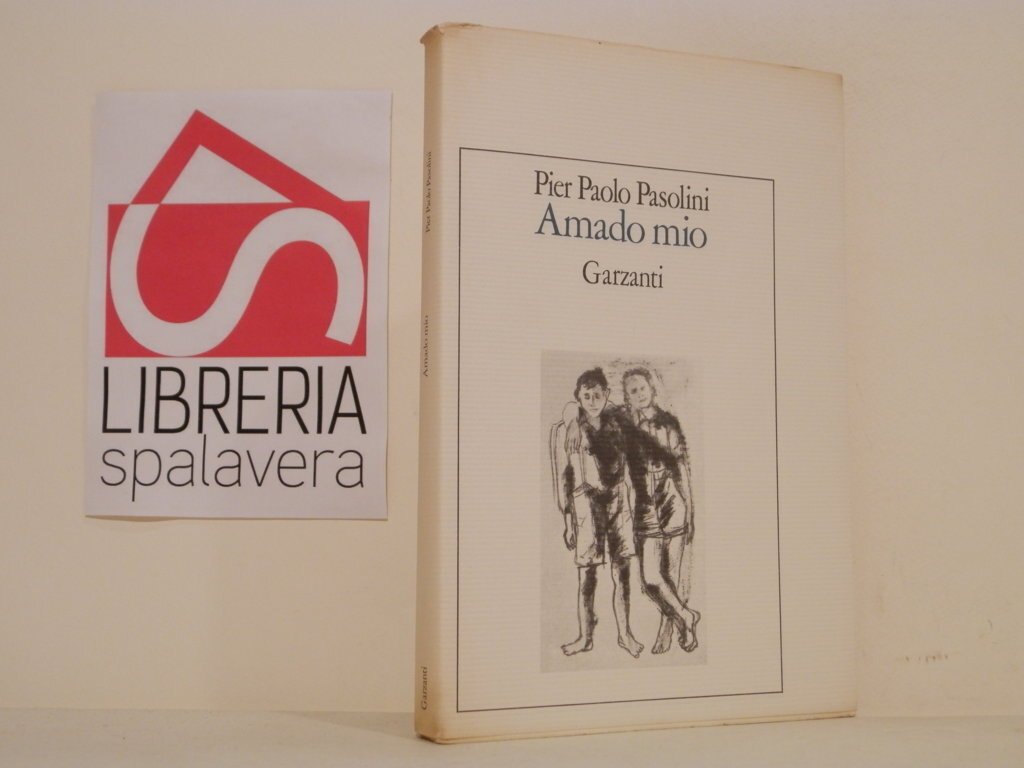 LIBRERIA
spalavera
Pier Paolo Pasolini
Amado mio
Garzanti
Pier Paolo Pasolini
Amado mio
Garzanti